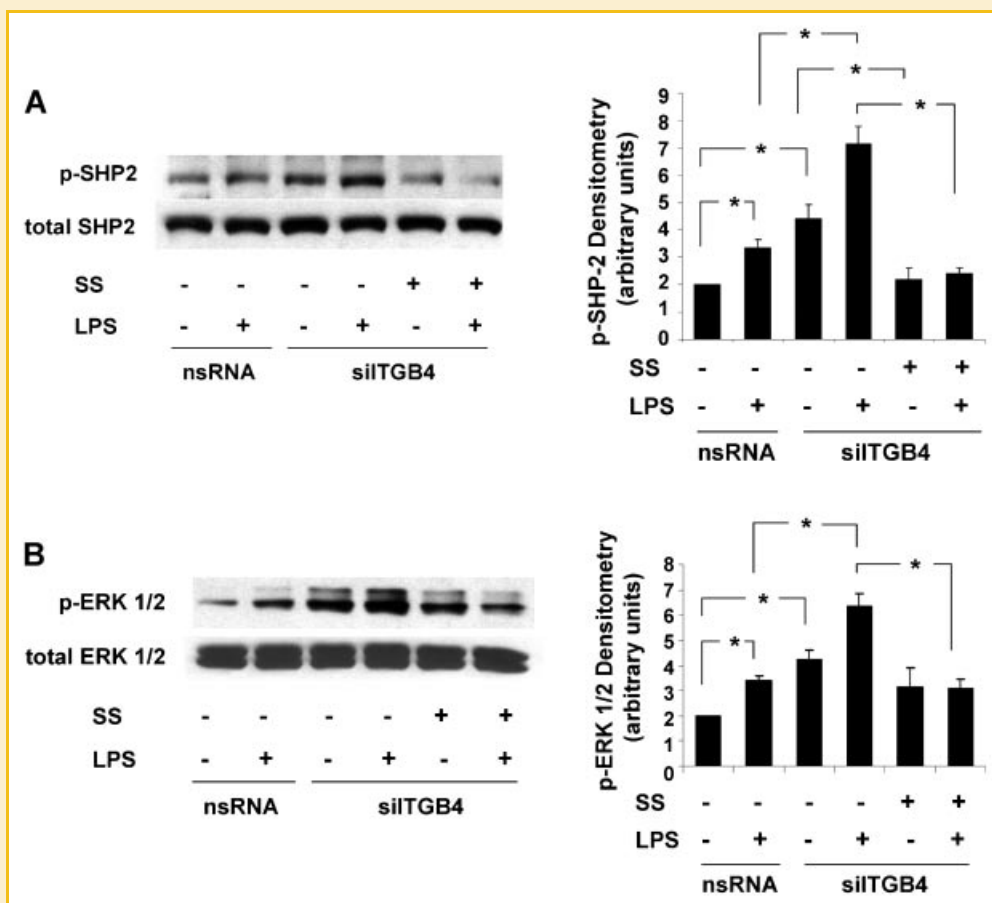 A
p-SHP2
total SHP2
SS - - - - + +
LPS - + - + - +
nsRNA siITGB4
p-SHP-2 Densitometry
(arbitrary units)
9
8
7
6
5
4
3
2
1
0
* * * * *
SS - - - - + +
LPS - + - + - +
nsRNA siITGB4
B
p-ERK 1/2
total ERK 1/2
SS - - - - + +
LPS - + - + - +
nsRNA siITGB4
p-ERK 1/2 Densitometry
(arbitrary units)
8
7
6
5
4
3
2
1
0
* * * *
SS - - - - + +
LPS - + - + - +
nsRNA siITGB4